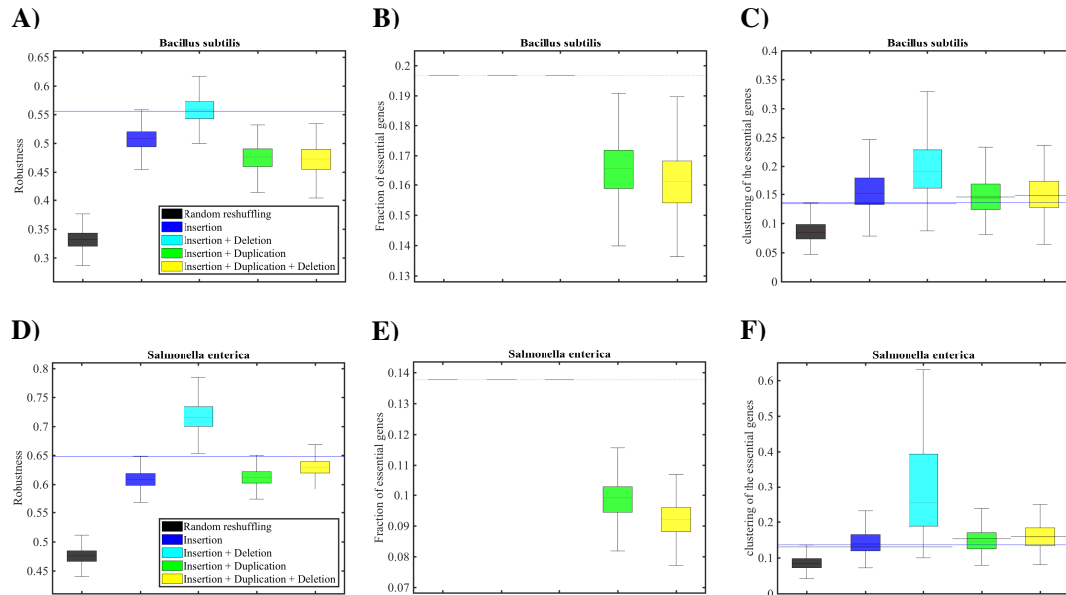 A)
Bacillus subtilis
Robustness
0.65
0.6
0.55
0.5
0.45
0.4
0.35
0.3
Random reshuffling
Insertion
Insertion + Deletion
Insertion + Duplication
Insertion + Duplication + Deletion
B)
Bacillus subtilis
Fraction of essential genes
0.2
0.19
0.18
0.17
0.16
0.15
0.14
0.13
C)
Bacillus subtilis
clustering of the essential genes
0.4
0.35
0.3
0.25
0.2
0.15
0.1
0.05
0
D)
Salmonella enterica
Robustness
0.8
0.75
0.7
0.65
0.6
0.55
0.5
0.45
Random reshuffling
Insertion
Insertion + Deletion
Insertion + Duplication
Insertion + Duplication + Deletion
E)
Salmonella enterica
Fraction of essential genes
0.14
0.13
0.12
0.11
0.1
0.09
0.08
0.07
F)
Salmonella enterica
clustering of the essential genes
0.6
0.5
0.4
0.3
0.2
0.1
0